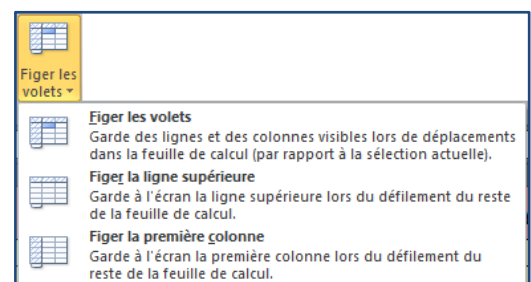 Figer les
volets
Figer les volets
Garde des lignes et des colonnes visibles lors de déplacements
dans la feuille de calcul (par rapport à la sélection actuelle).
Figer la ligne supérieure
Garde à l'écran la ligne supérieure lors du défilement du reste
de la feuille de calcul.
Figer la première colonne
Garde à l'écran la première colonne lors du défilement du
reste de la feuille de calcul.